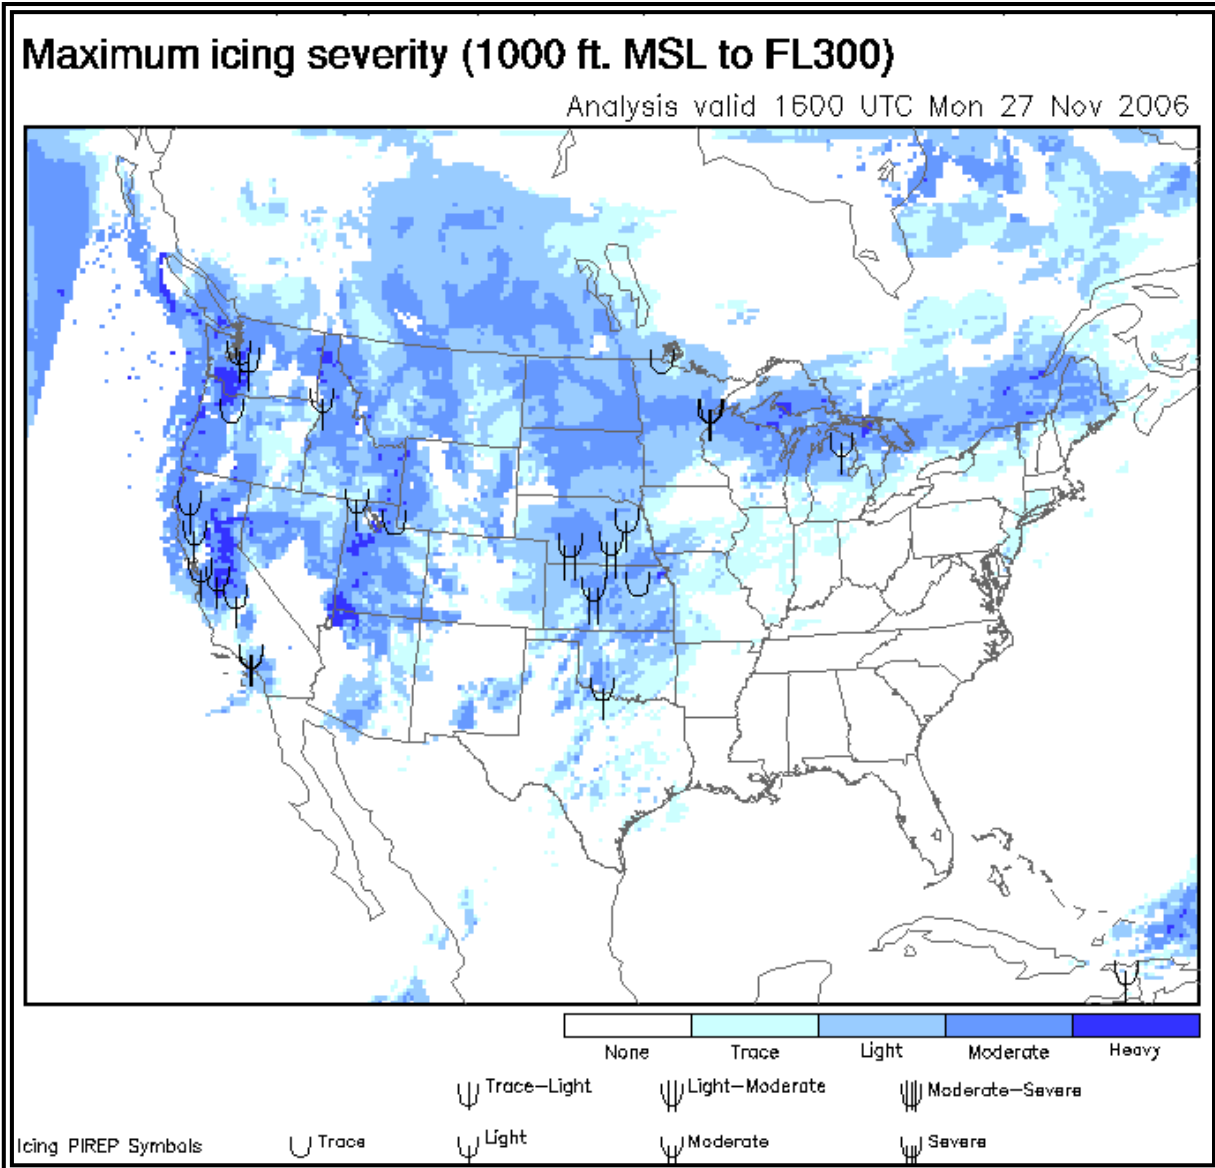 Maximum icing severity (1000 ft. MSL to FL300)
Analysis valid 1600 UTC Mon 27 Nov 2006
None Trace Light Moderate Heavy
Trace-Light Light-Moderate Moderate-Severe
Icing PIREP Symbols Trace Light Moderate Severe